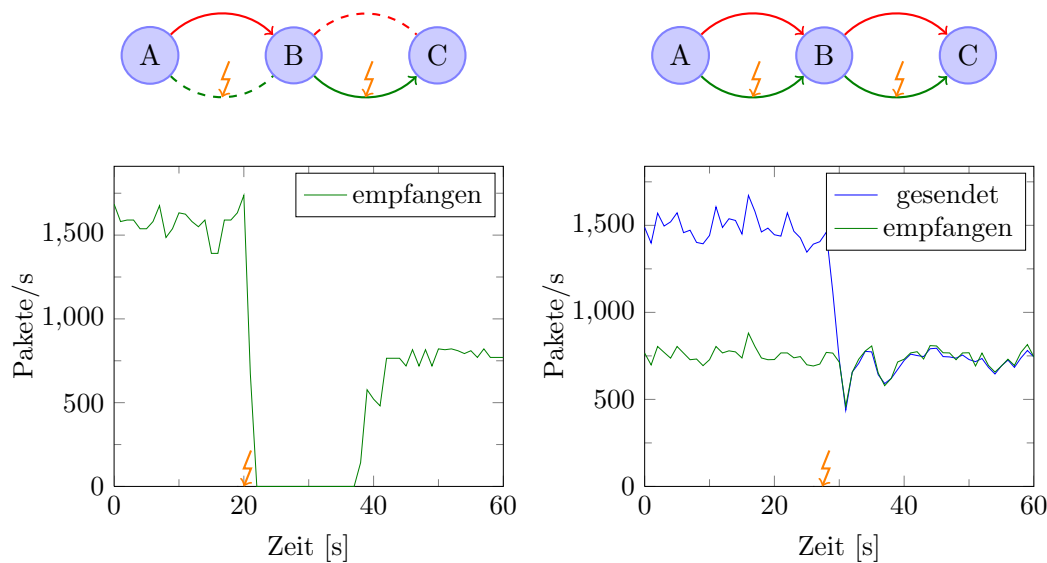 A B C
A B C
empfangen
1,500
1,000
500
0
Pakete/s
0 20 40 60
Zeit [s]
gesendet
empfangen
1,500
1,000
500
0
Pakete/s
0 20 40 60
Zeit [s]